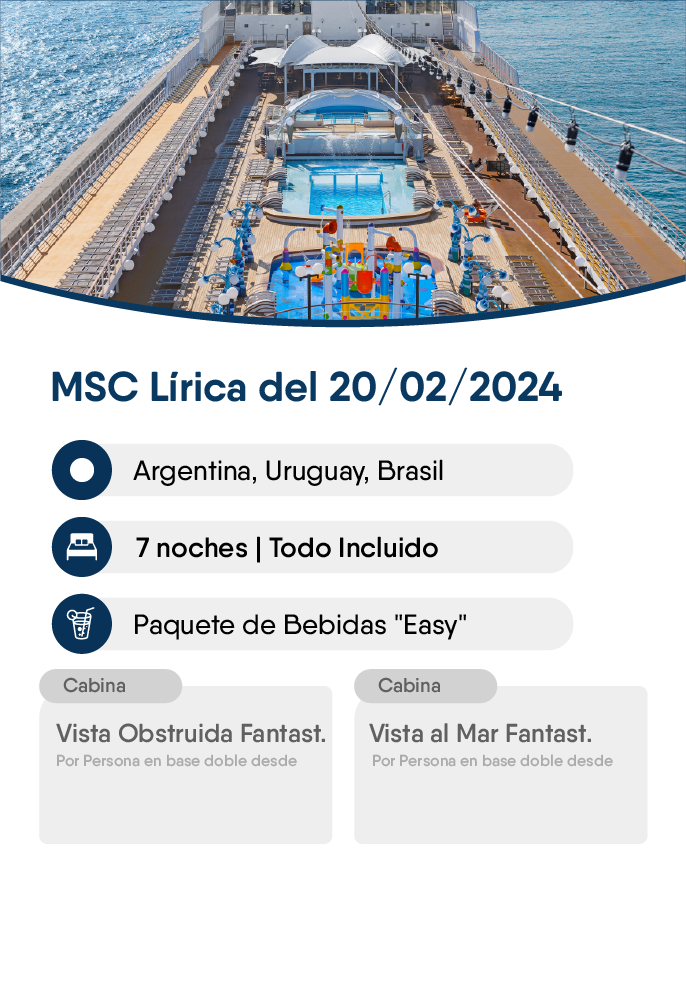 MSC Lírica del 20/02/2024
Argentina, Uruguay, Brasil
7 noches | Todo Incluido
Paquete de Bebidas "Easy"
Cabina
Vista Obstruida Fantast.
Por Persona en base doble desde
Cabina
Vista al Mar Fantast.
Por Persona en base doble desde